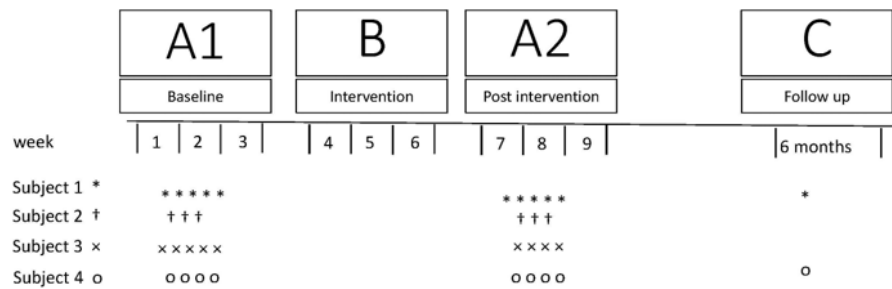 A1 B A2 C
Baseline Intervention Post intervention Follow up
week 1 2 3 4 5 6 7 8 9 6 months
Subject 1 * * * * * * * * * * * *
Subject 2 † † † † † † †
Subject 3 × × × × × × × × × ×
Subject 4 o o o o o o o o o o